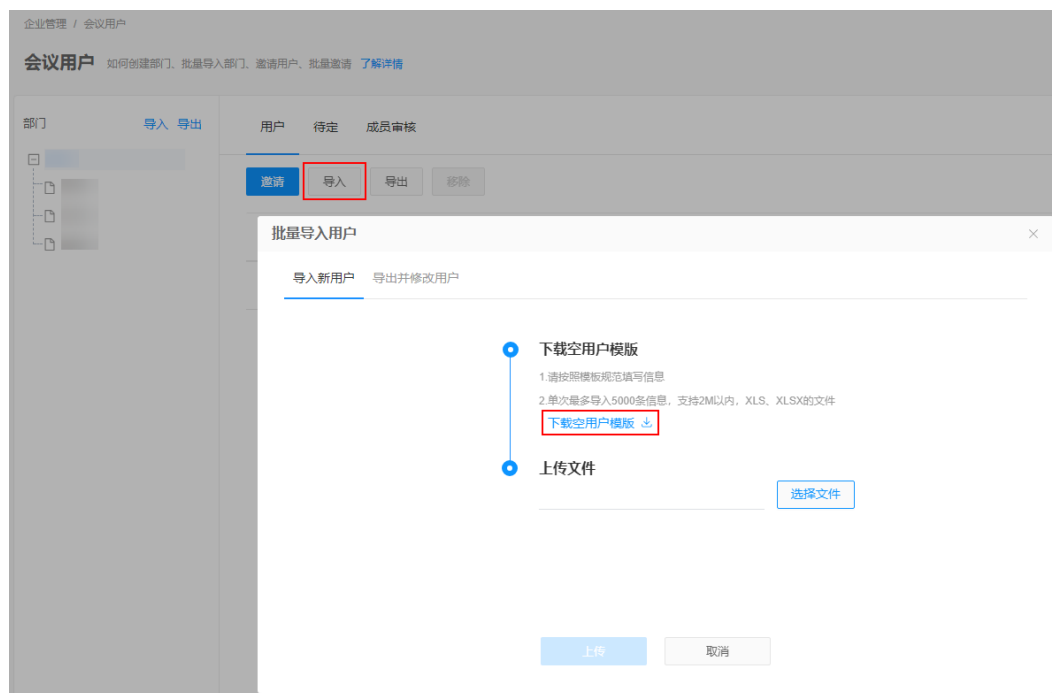 企业管理 / 会议用户
会议用户 如何创建部门、批量导入部门、邀请用户、批量邀请 了解详情
部门 导入 导出
用户 待定 成员审核
邀请 导入 导出 移除
批量导入用户
导入新用户 导出并修改用户
下载空用户模版
1.请按照模板规范填写信息
2.单次最多导入5000条信息，支持2M以内，XLS、XLSX的文件
下载空用户模版
上传文件
选择文件
上传 取消